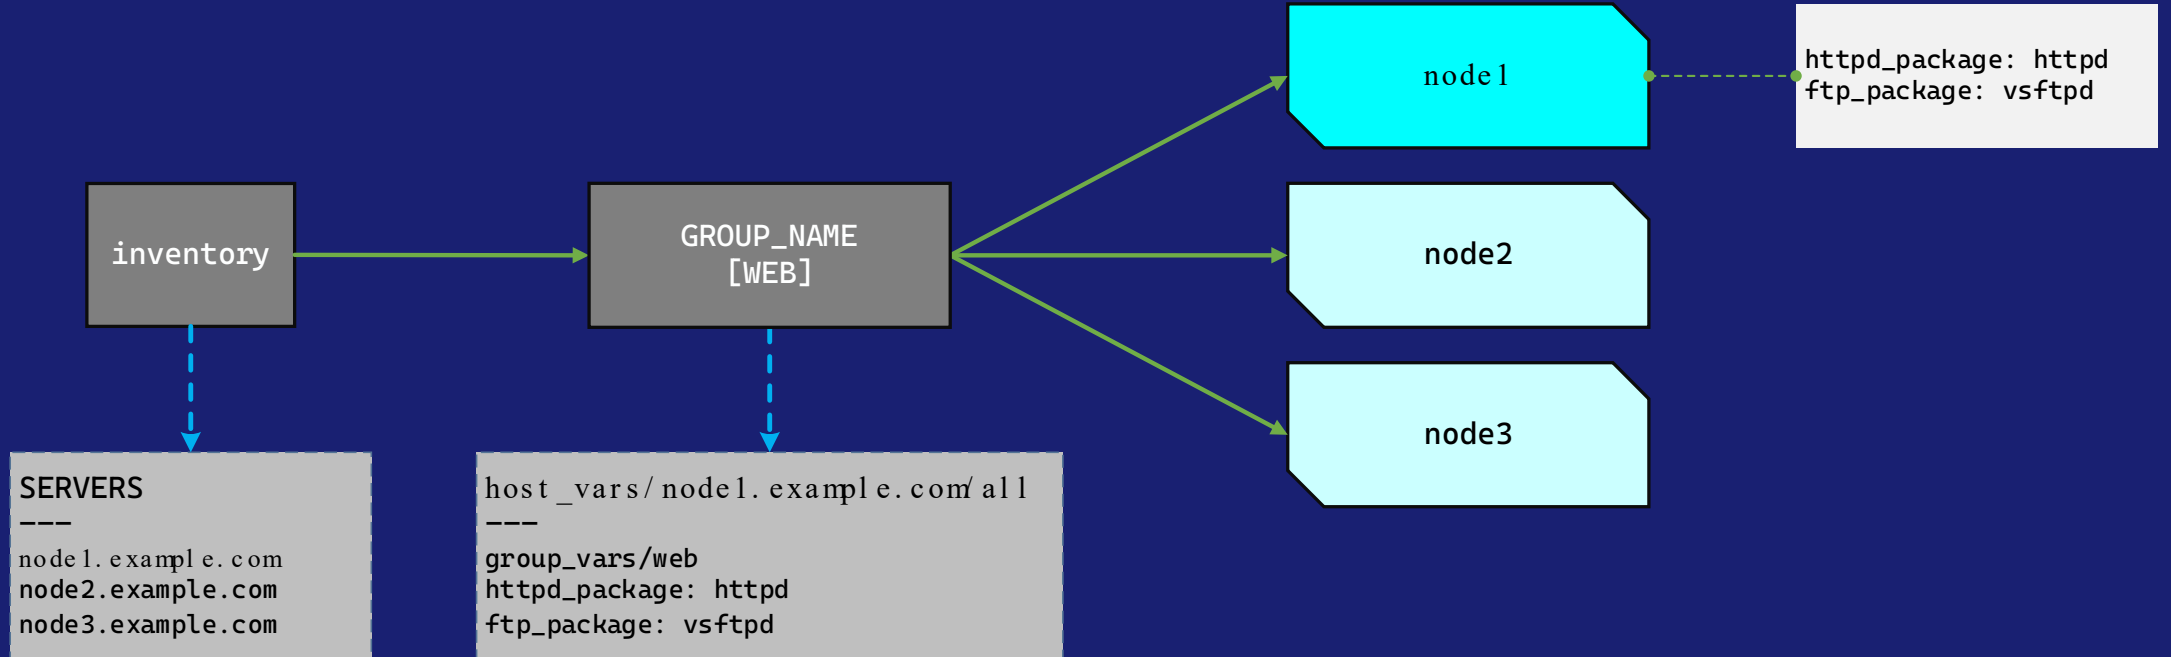 node1
httpd_package: httpd
ftp_package: vsftpd
inventory
GROUP_NAME
[WEB]
node2
node3
SERVERS
---
node1.example.com
node2.example.com
node3.example.com
host_vars/node1.example.com/all
---
group_vars/web
httpd_package: httpd
ftp_package: vsftpd